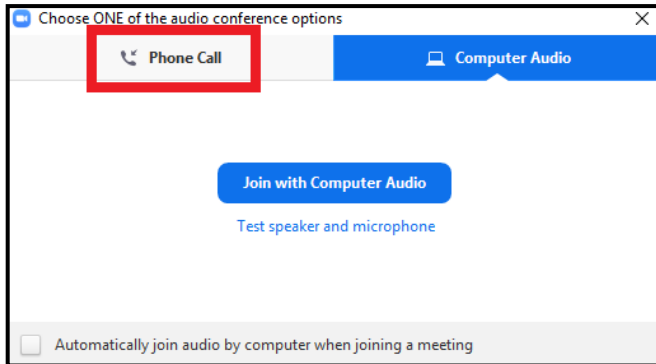 Choose ONE of the audio conference options
Phone Call
Computer Audio
Join with Computer Audio
Test speaker and microphone
Automatically join audio by computer when joining a meeting